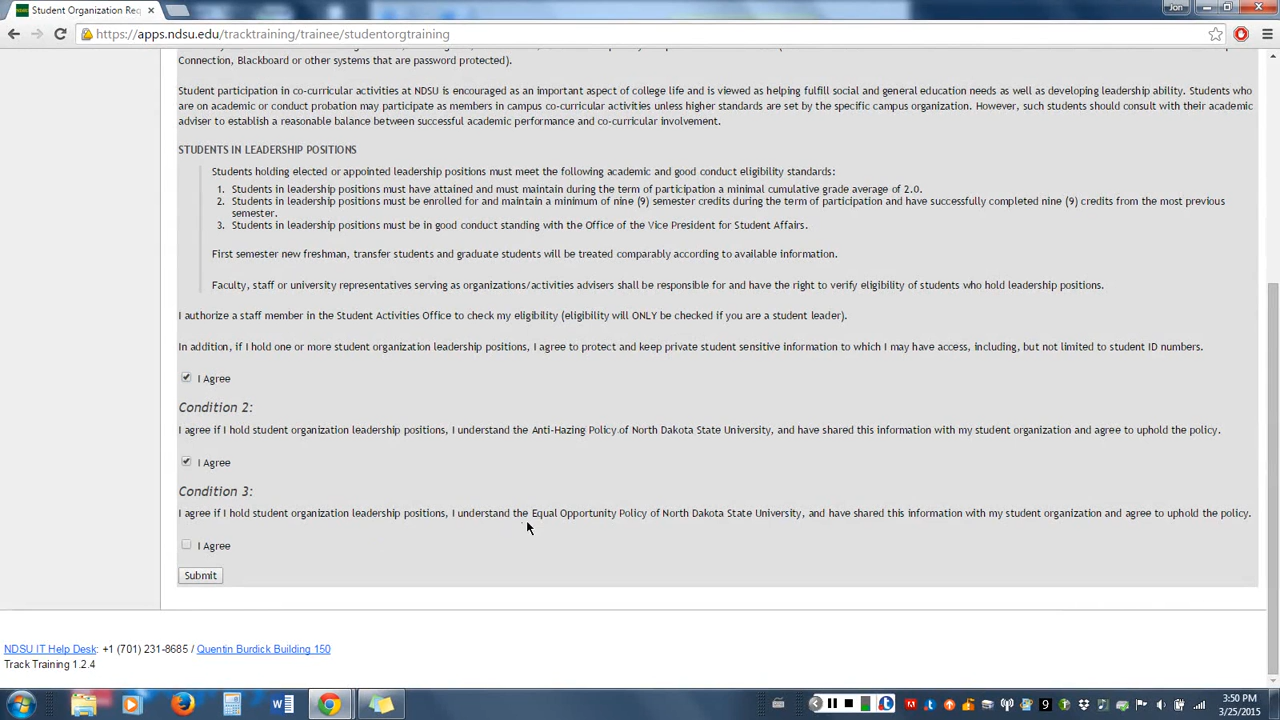 Student Organization Req
Jon
https://apps.ndsu.edu/tracktraining/trainee/studentorgtraining
Connection, Blackboard or other systems that are password protected).
Student participation in co-curricular activities at NDSU is encouraged as an important aspect of college life and is viewed as helping fulfill social and general education needs as well as developing leadership ability. Students who
are on academic or conduct probation may participate as members in campus co-curricular activities unless higher standards are set by the specific campus organization. However, such students should consult with their academic
adviser to establish a reasonable balance between successful academic performance and co-curricular involvement.
STUDENTS IN LEADERSHIP POSITIONS
Students holding elected or appointed leadership positions must meet the following academic and good conduct eligibility standards:
1. Students in leadership positions must have attained and must maintain during the term of participation a minimal cumulative grade average of 2.0.
2. Students in leadership positions must be enrolled for and maintain a minimum of nine (9) semester credits during the term of participation and have successfully completed nine (9) credits from the most previous
semester.
3. Students in leadership positions must be in good conduct standing with the Office of the Vice President for Student Affairs.
First semester new freshman, transfer students and graduate students will be treated comparably according to available information.
Faculty, staff or university representatives serving as organizations/activities advisers shall be responsible for and have the right to verify eligibility of students who hold leadership positions.
I authorize a staff member in the Student Activities Office to check my eligibility (eligibility will ONLY be checked if you are a student leader).
In addition, if I hold one or more student organization leadership positions, I agree to protect and keep private student sensitive information to which I may have access, including, but not limited to student ID numbers.
I Agree
Condition 2:
I agree if I hold student organization leadership positions, I understand the Anti-Hazing Policy of North Dakota State University, and have shared this information with my student organization and agree to uphold the policy.
I Agree
Condition 3:
I agree if I hold student organization leadership positions, I understand the Equal Opportunity Policy of North Dakota State University, and have shared this information with my student organization and agree to uphold the policy.
I Agree
Submit
NDSU IT Help Desk: +1 (701) 231-8685 / Quentin Burdick Building 150
Track Training 1.2.4
3:50 PM
3/25/2015